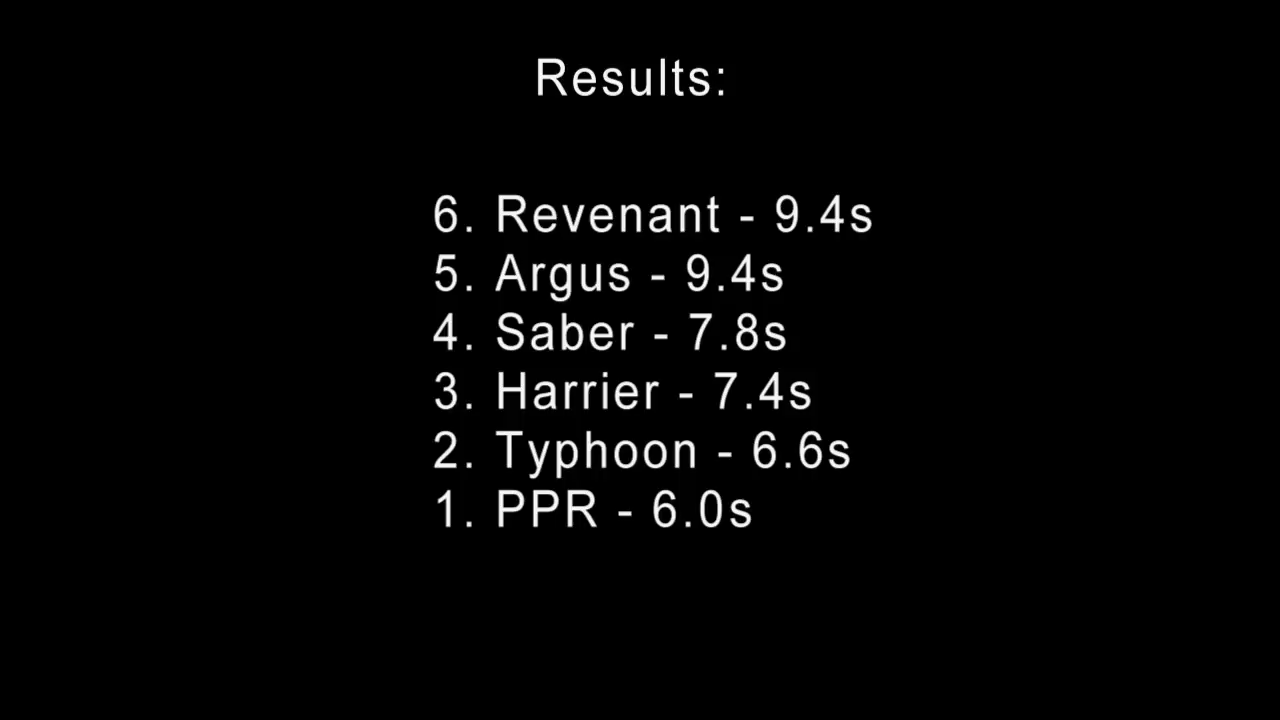 Results:
6. Revenant - 9.4s
5. Argus - 9.4s
4. Saber - 7.8s
3. Harrier - 7.4s
2. Typhoon - 6.6s
1. PPR - 6.0s